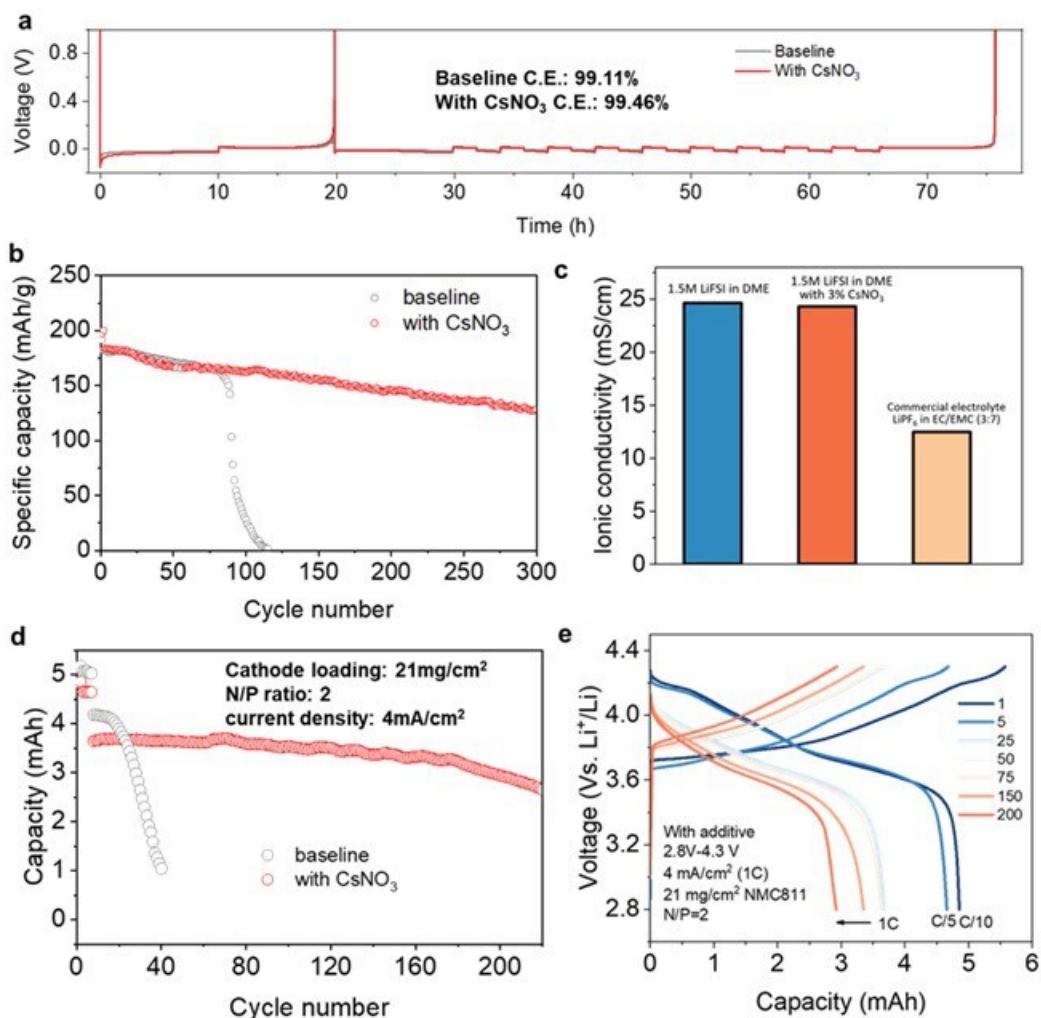 a
Voltage (V)
0.8
0.4
0.0
Baseline
With CsNO₃
Baseline C.E.: 99.11%
With CsNO₃ C.E.: 99.46%
0 10 20 30 40 50 60 70
Time (h)
b
Specific capacity (mAh/g)
250
200
150
100
50
0
baseline
with CsNO₃
0 50 100 150 200 250 300
Cycle number
c
Ionic conductivity (mS/cm)
25
20
15
10
5
0
1.5M LiFSI in DME
1.5M LiFSI in DME
with 3% CsNO₃
Commercial electrolyte
LiPF₆ in EC/EMC (3:7)
d
Capacity (mAh)
5
4
3
2
1
0
Cathode loading: 21mg/cm²
N/P ratio: 2
current density: 4mA/cm²
baseline
with CsNO₃
0 40 80 120 160 200
Cycle number
e
Voltage (Vs. Li⁺/Li)
4.4
4.0
3.6
3.2
2.8
1
5
25
50
75
150
200
With additive
2.8V-4.3 V
4 mA/cm² (1C)
21 mg/cm² NMC811
N/P=2
1C
C/5 C/10
0 1 2 3 4 5 6
Capacity (mAh)